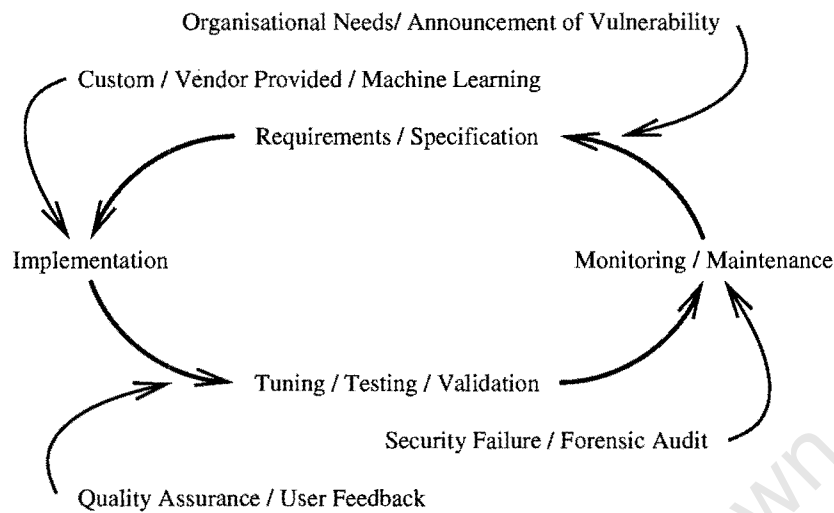 Organisational Needs/ Announcement of Vulnerability
Custom / Vendor Provided / Machine Learning
Requirements / Specification
Implementation
Monitoring / Maintenance
Tuning / Testing / Validation
Security Failure / Forensic Audit
Quality Assurance / User Feedback
wn